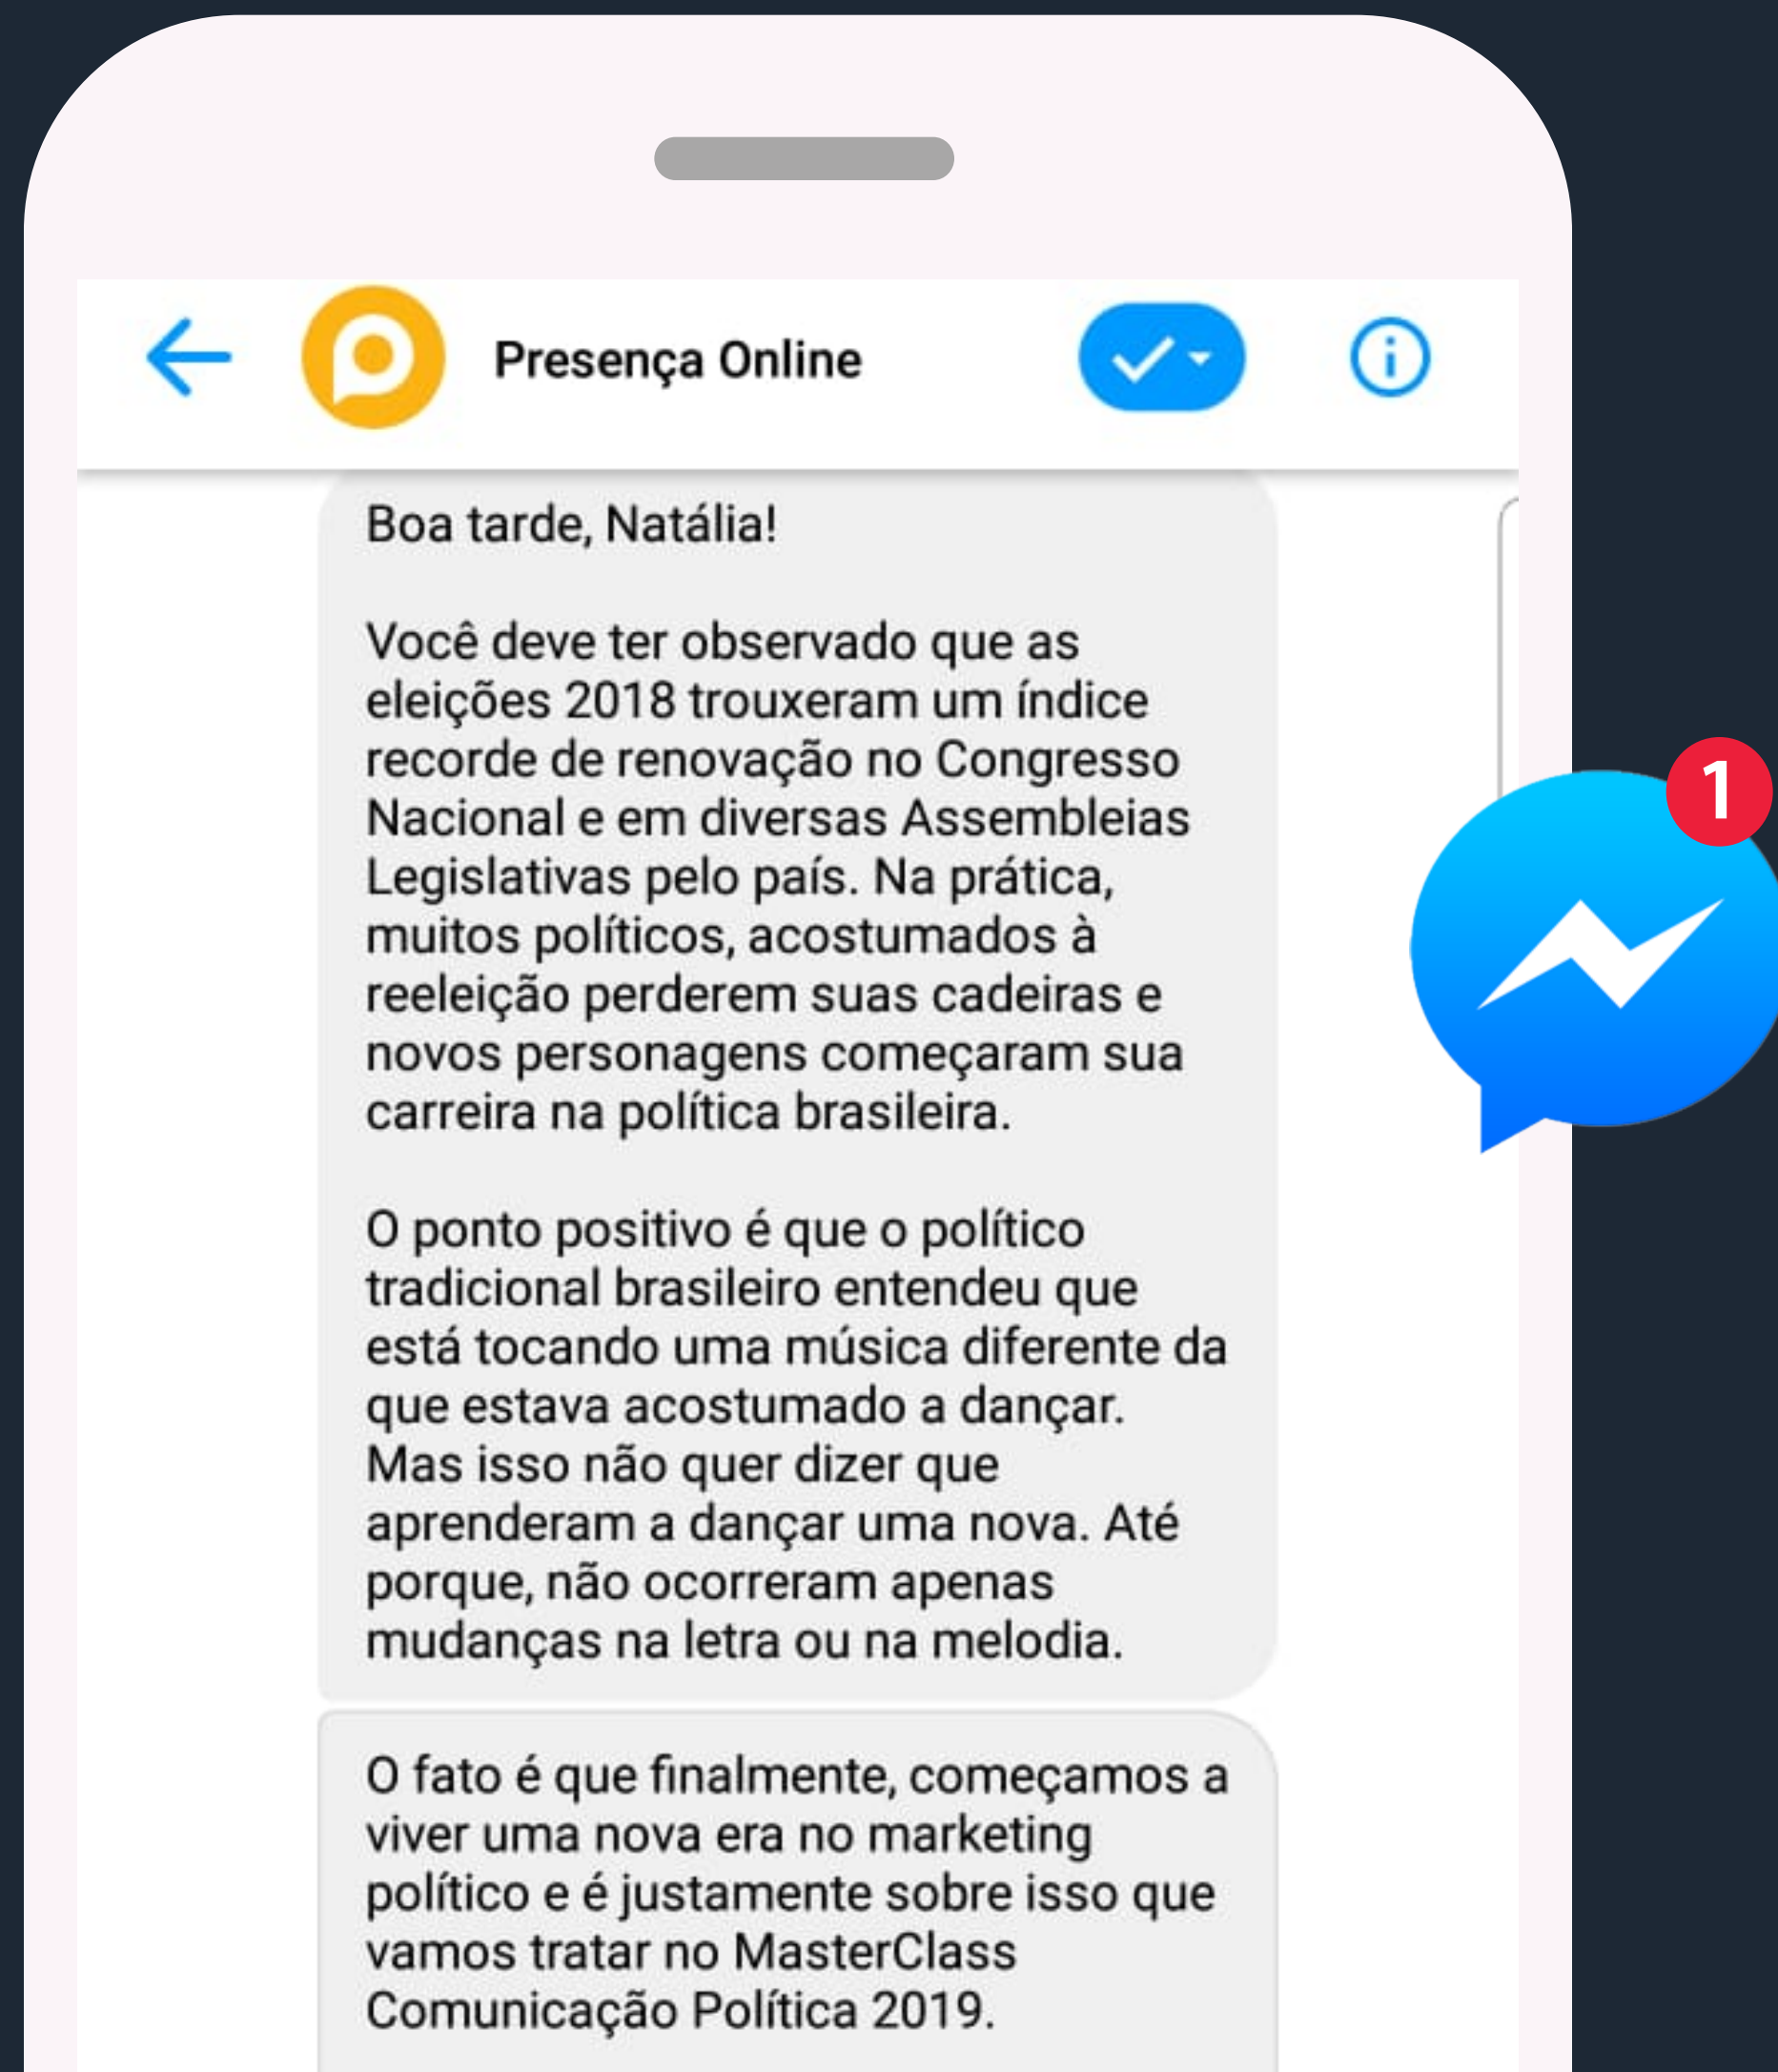 Presença Online
Boa tarde, Natália!
Você deve ter observado que as
eleições 2018 trouxeram um índice
recorde de renovação no Congresso
Nacional e em diversas Assembleias
Legislativas pelo país. Na prática,
muitos políticos, acostumados à
reeleição perderem suas cadeiras e
novos personagens começaram sua
carreira na política brasileira.
O ponto positivo é que o político
tradicional brasileiro entendeu que
está tocando uma música diferente da
que estava acostumado a dançar.
Mas isso não quer dizer que
aprenderam a dançar uma nova. Até
porque, não ocorreram apenas
mudanças na letra ou na melodia.
1
O fato é que finalmente, começamos a
viver uma nova era no marketing
político e é justamente sobre isso que
vamos tratar no MasterClass
Comunicação Política 2019.